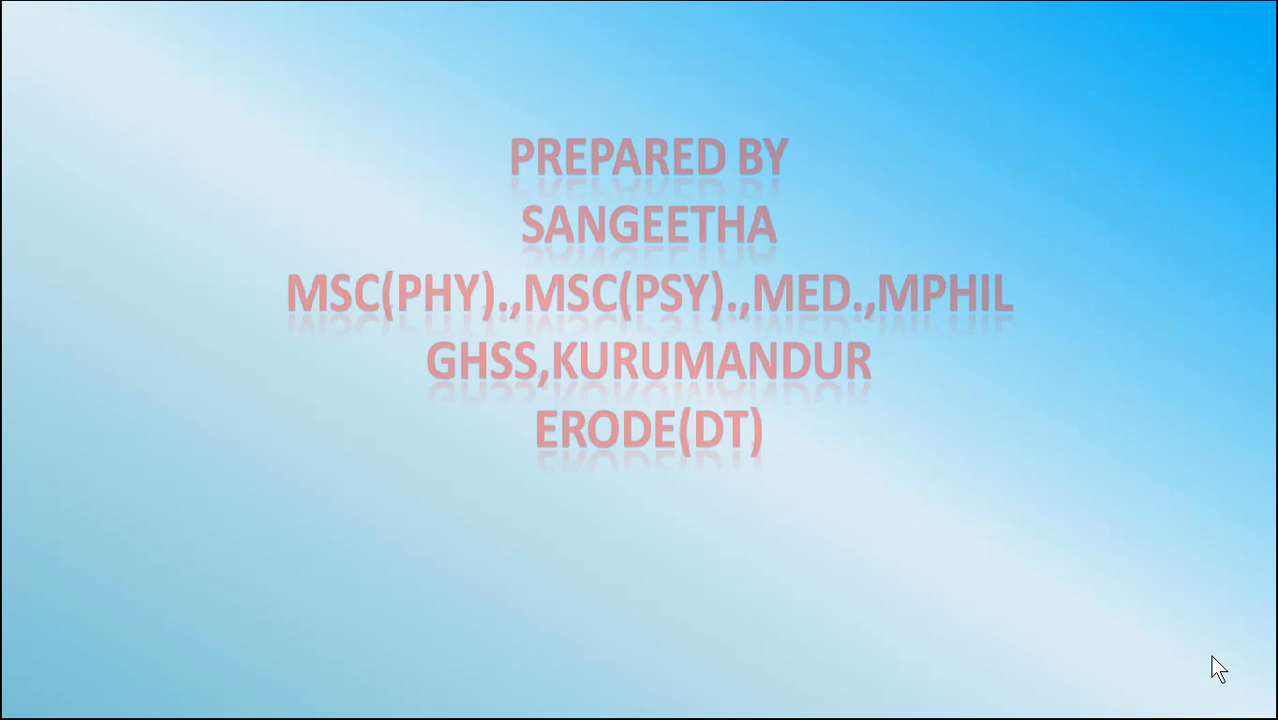 PREPARED BY
SANGEETHA
MSC(PHY).,MSC(PSY).,MED.,MPHIL
GHSS,KURUMANDUR
ERODE(DT)